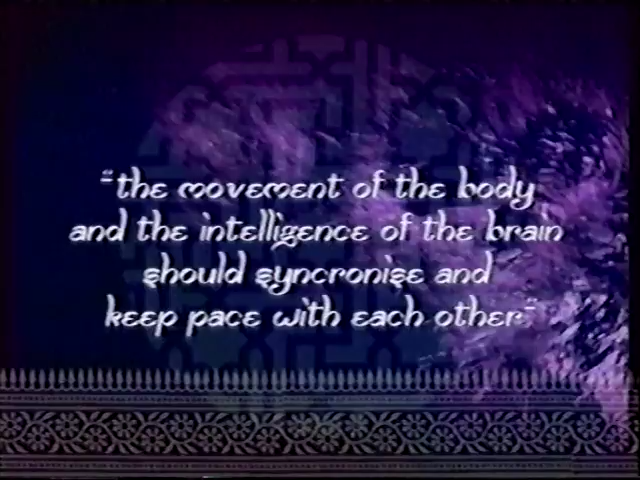 "the movement of the body
and the intelligence of the brain
should syncronise and
keep pace with each other"